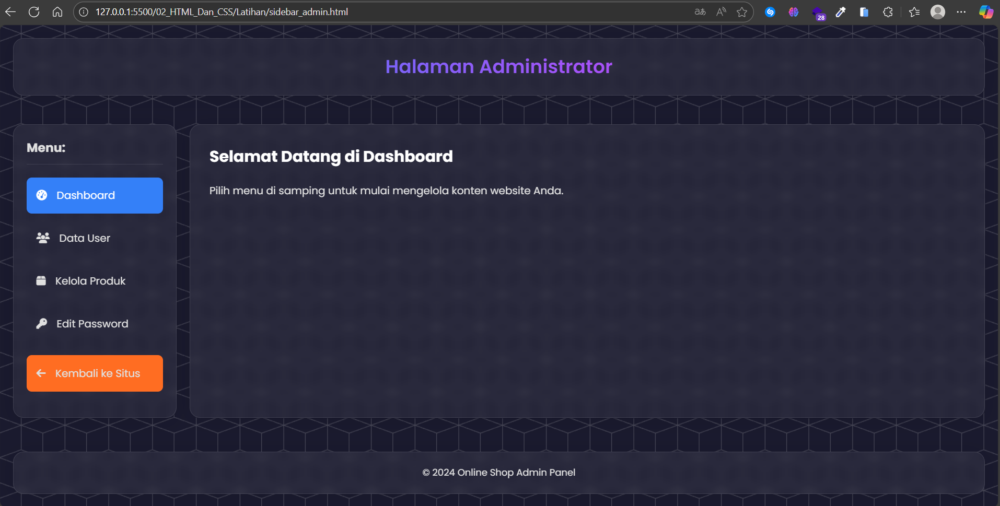 127.0.0.1:5500/02_HTML_Dan_CSS/Latihan/sidebar_admin.html
aあ
A
28
Halaman Administrator
Menu:
Dashboard
Data User
Kelola Produk
Edit Password
Kembali ke Situs
Selamat Datang di Dashboard
Pilih menu di samping untuk mulai mengelola konten website Anda.
© 2024 Online Shop Admin Panel